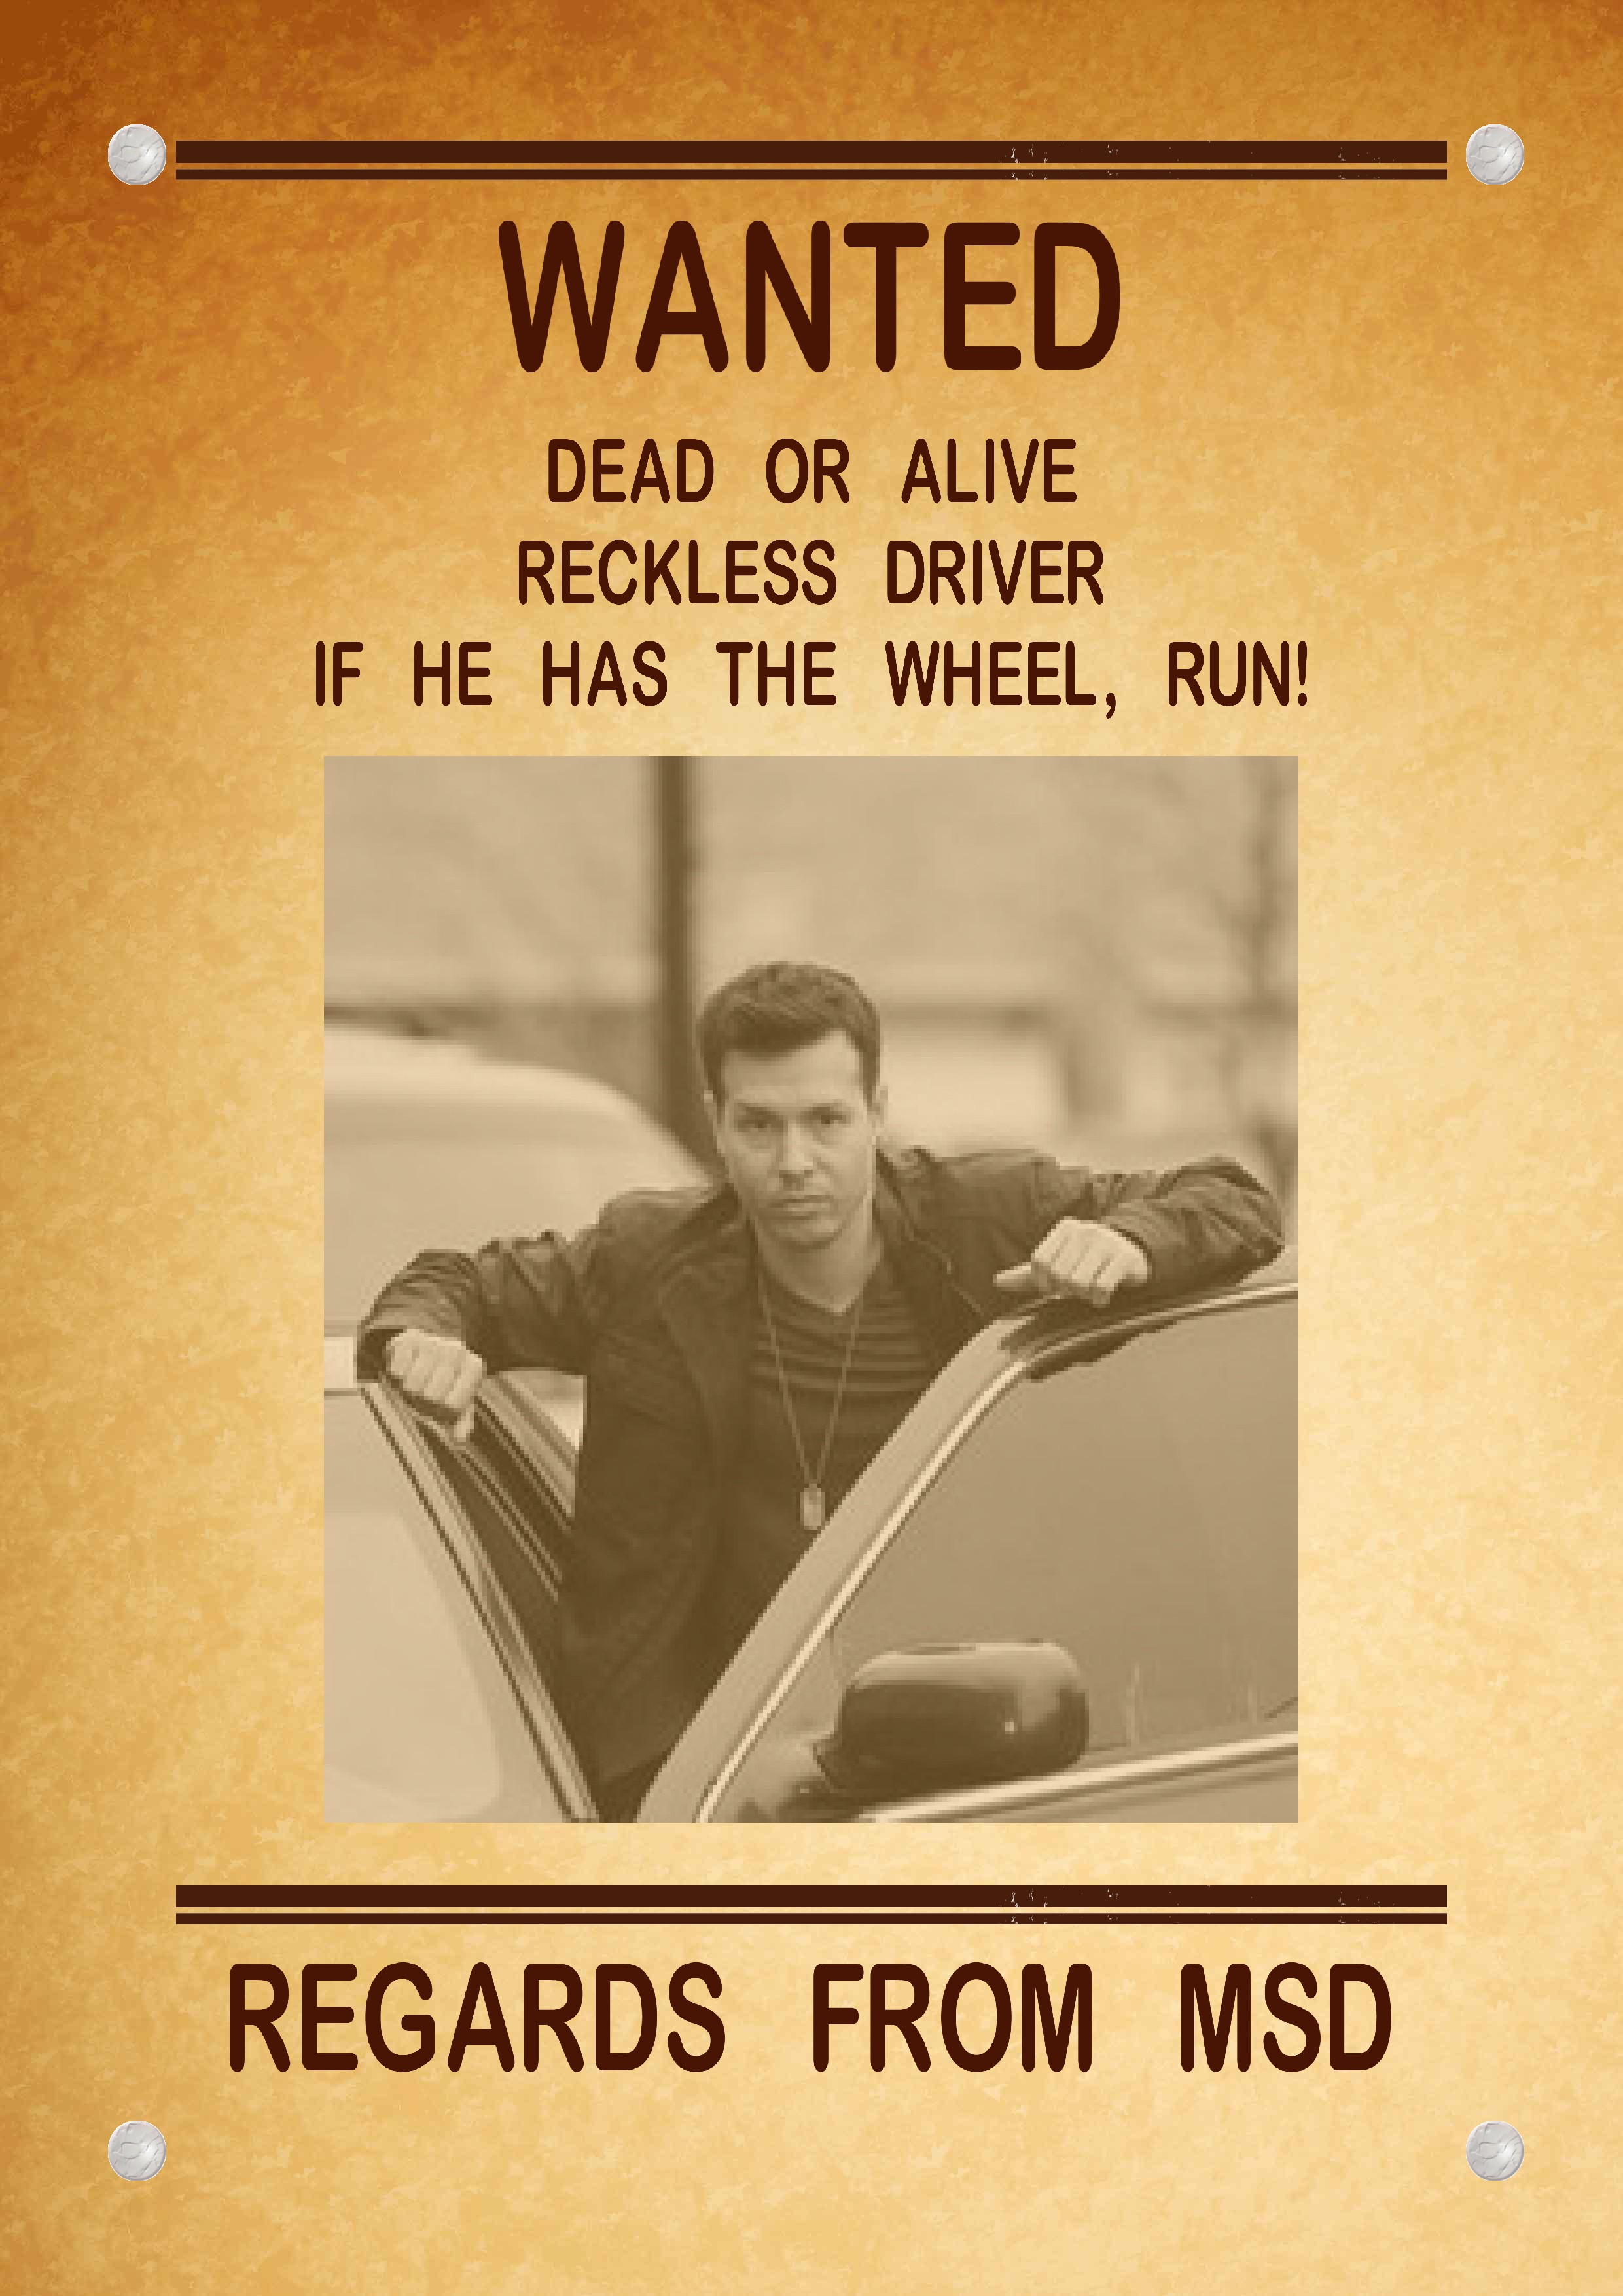 WANTED
DEAD OR ALIVE
RECKLESS DRIVER
IF HE HAS THE WHEEL, RUN!
REGARDS FROM MSD